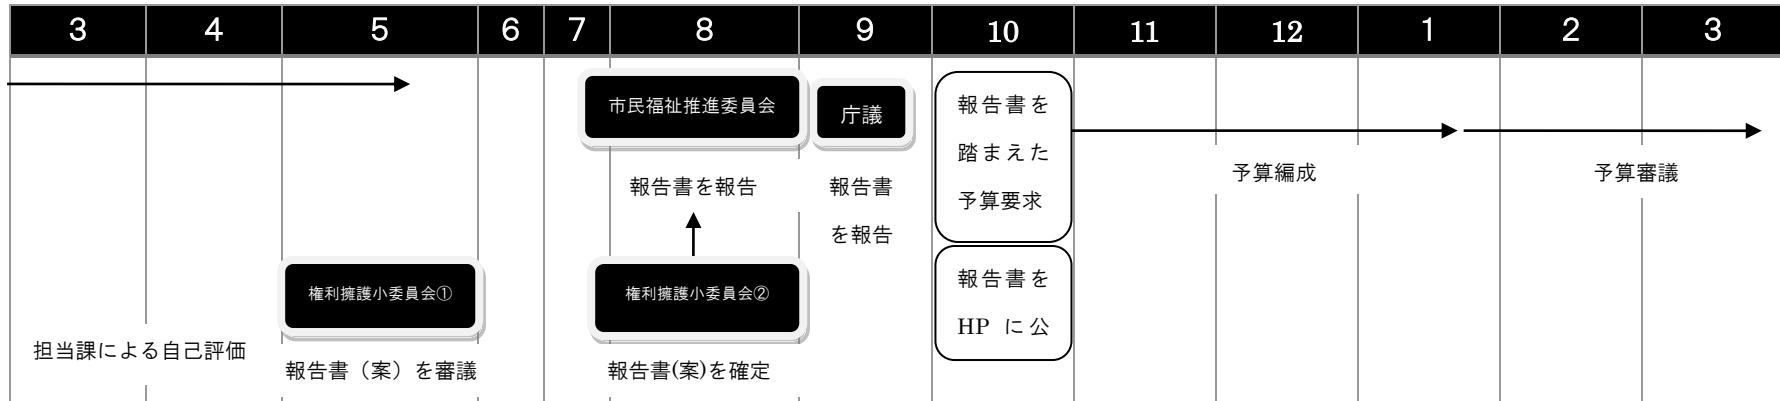 3 4 5 6 7 8 9 10 11 12 1 2 3
市民福祉推進委員会
庁議
報告書を
踏まえた
予算要求
予算編成
予算審議
報告書を報告
報告書
を報告
権利擁護小委員会①
権利擁護小委員会②
報告書を
HP に公
担当課による自己評価
報告書（案）を審議
報告書(案)を確定